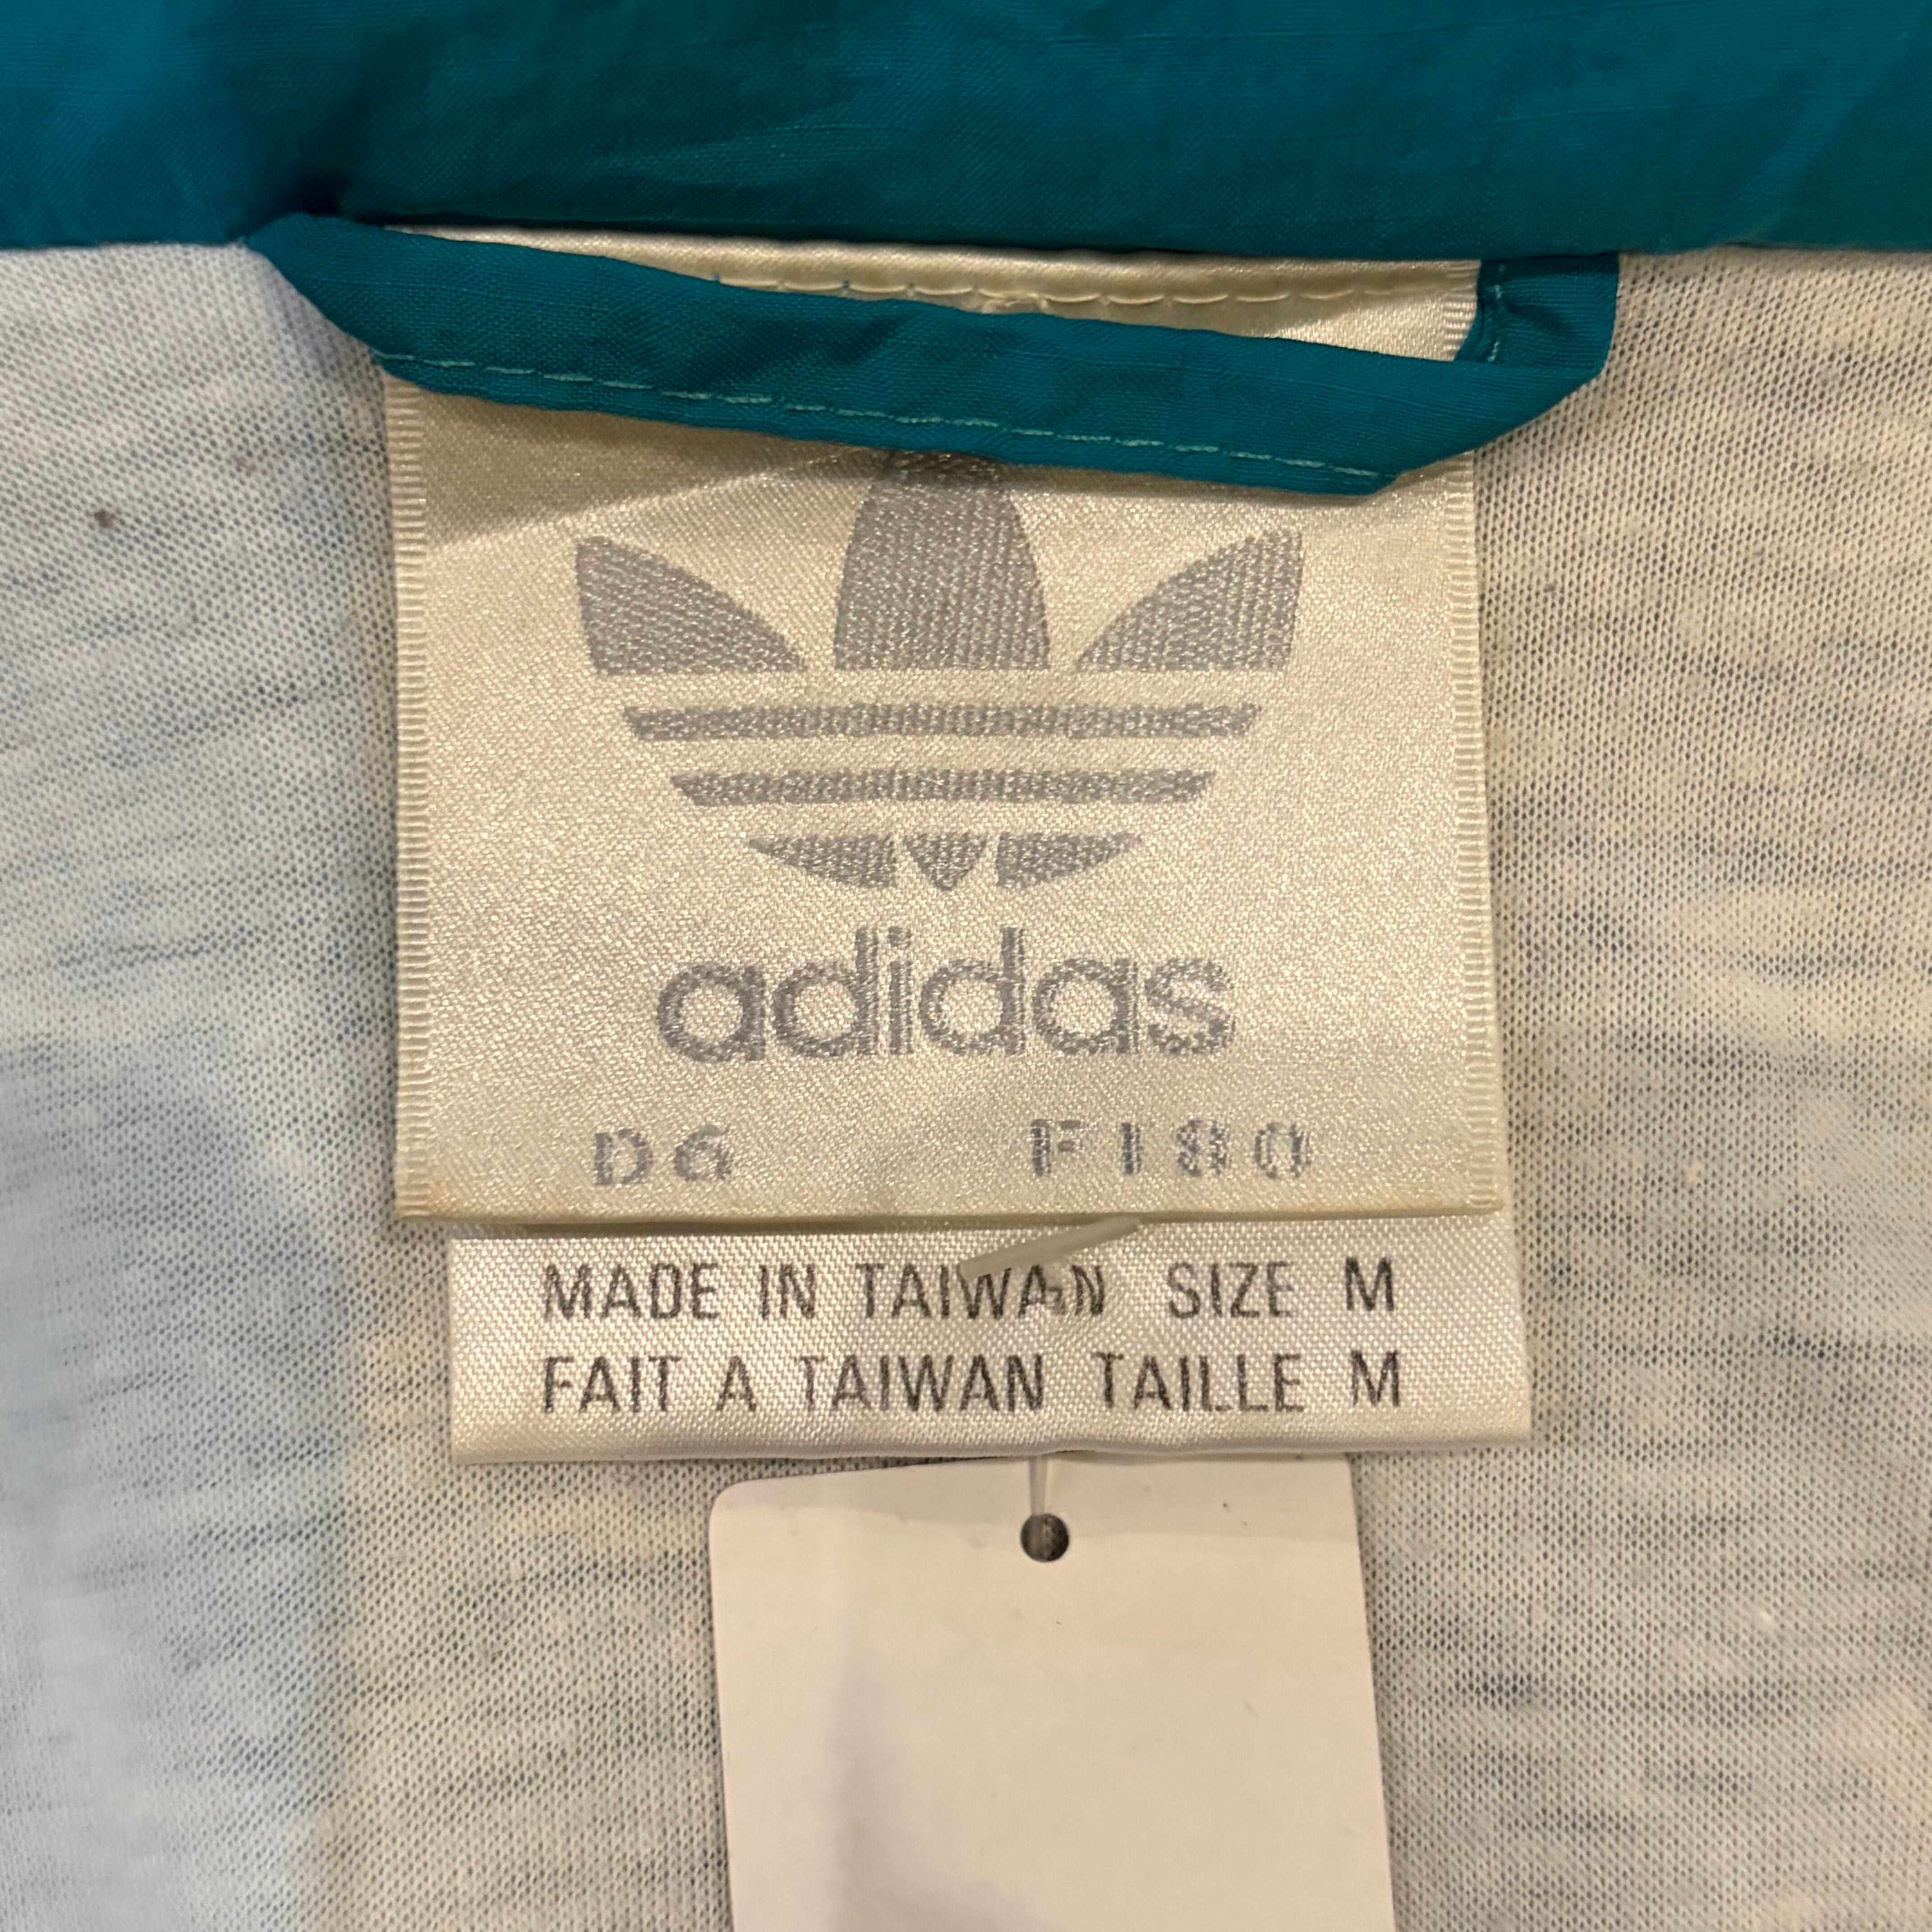 adidas
D6 F180
MADE IN TAIWAN SIZE M
FAIT A TAIWAN TAILLE M